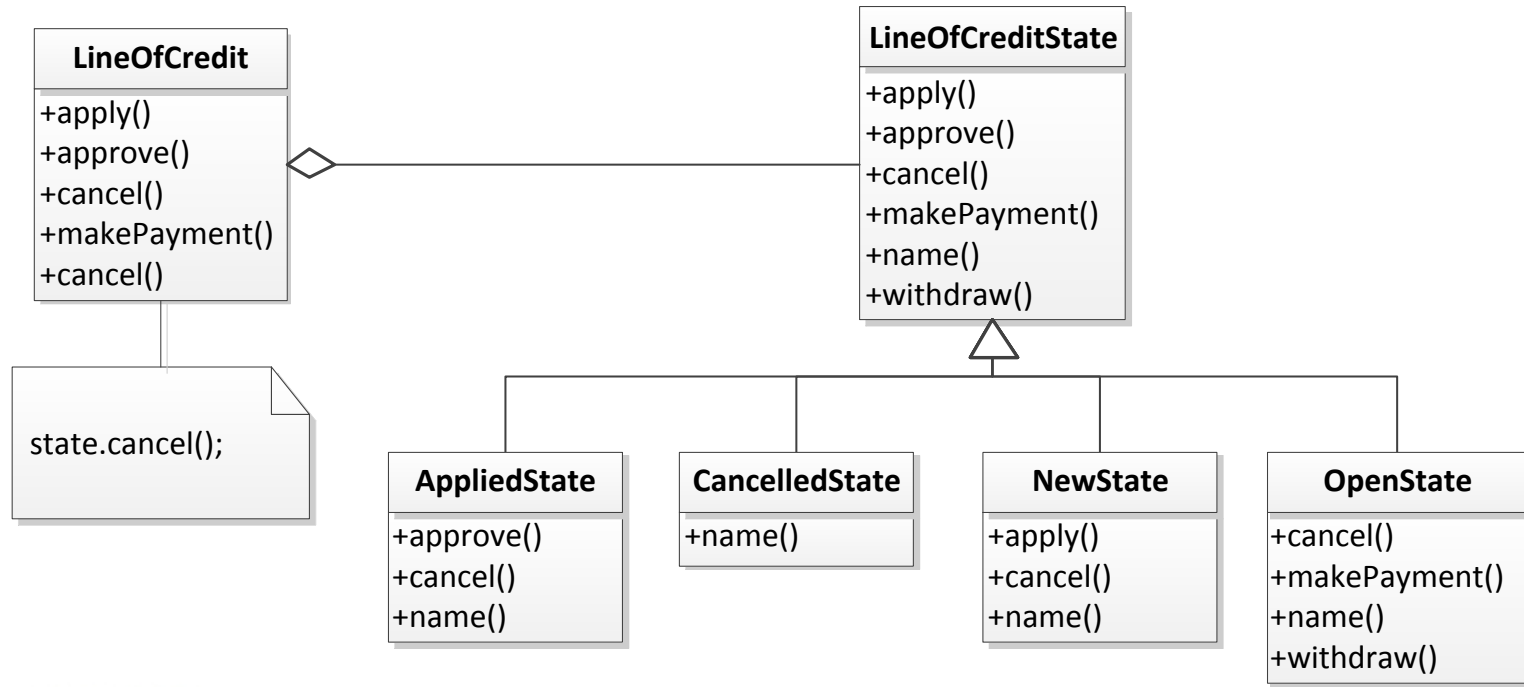 LineOfCredit
+apply()
+approve()
+cancel()
+makePayment()
+cancel()
state.cancel();
LineOfCreditState
+apply()
+approve()
+cancel()
+makePayment()
+name()
+withdraw()
AppliedState
+approve()
+cancel()
+name()
CancelledState
+name()
NewState
+apply()
+cancel()
+name()
OpenState
+cancel()
+makePayment()
+name()
+withdraw()